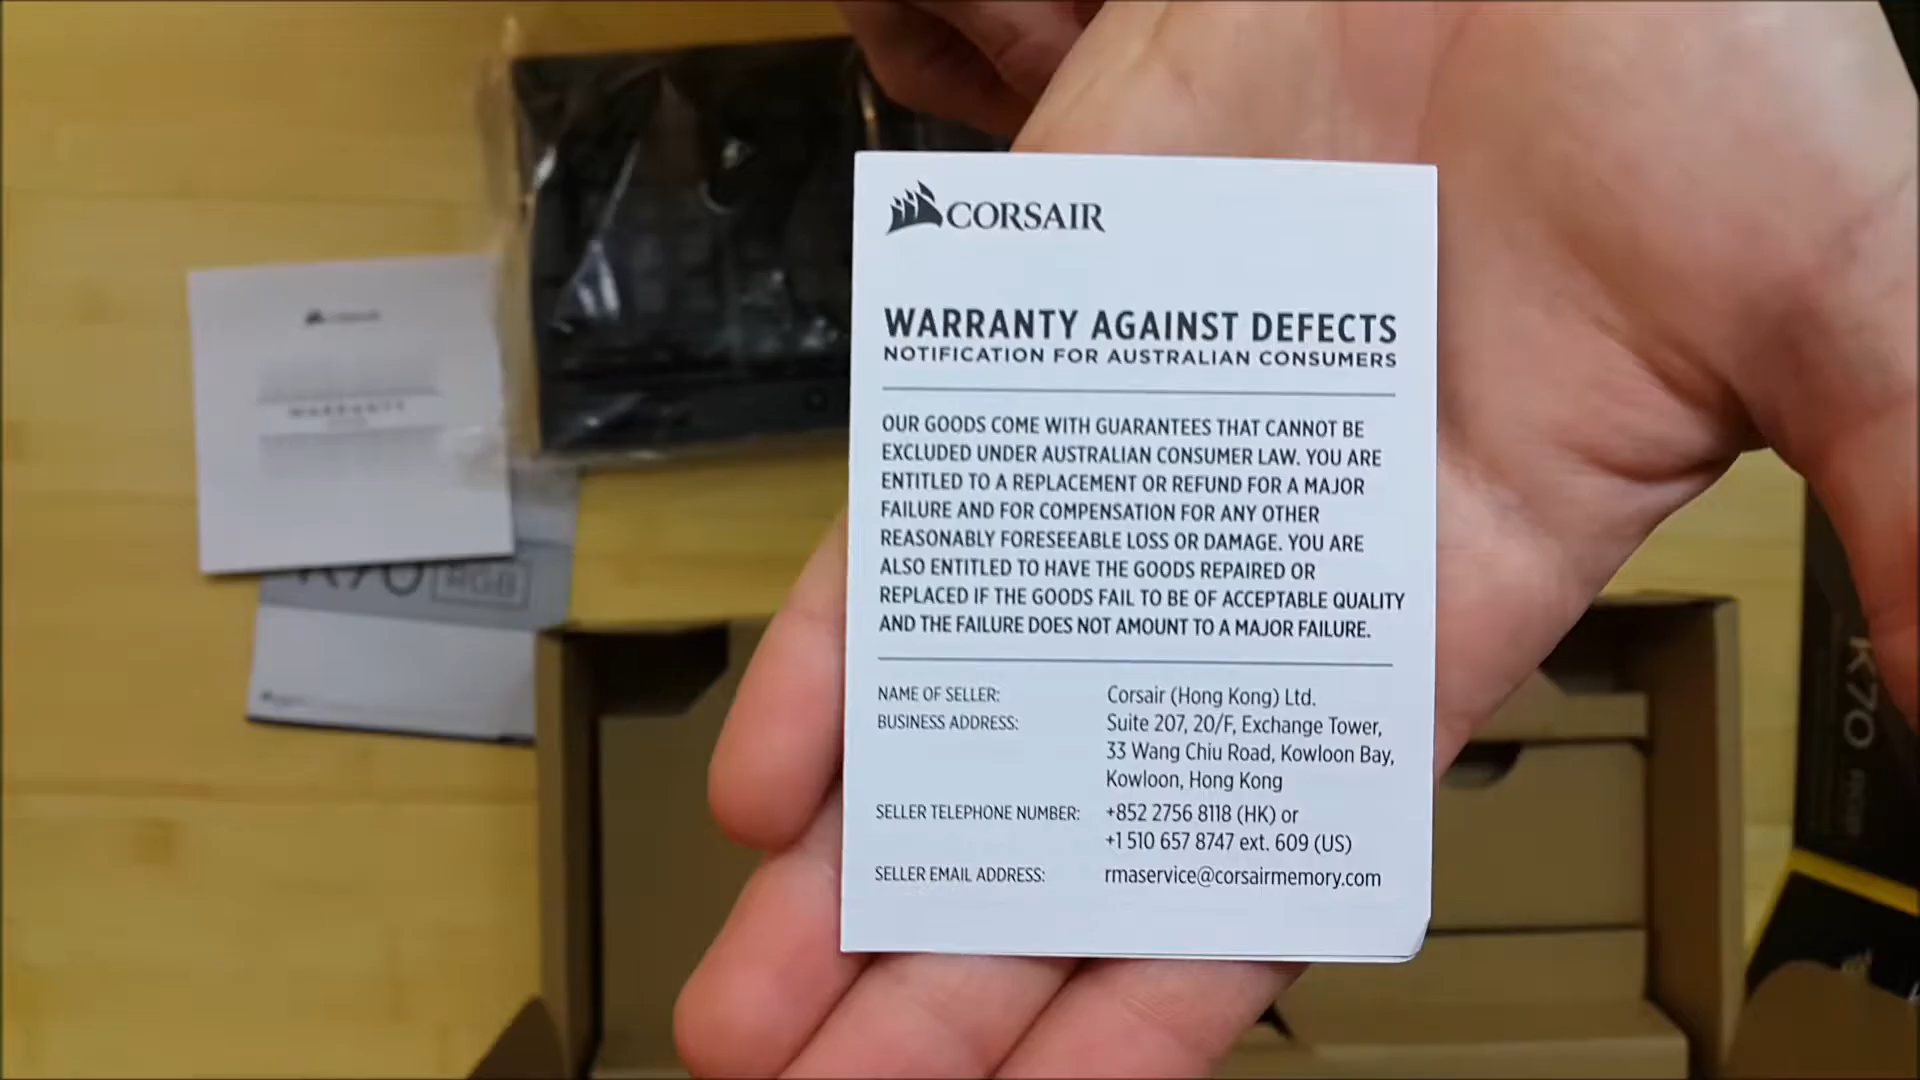 CORSAIR
WARRANTY AGAINST DEFECTS
NOTIFICATION FOR AUSTRALIAN CONSUMERS
OUR GOODS COME WITH GUARANTEES THAT CANNOT BE
EXCLUDED UNDER AUSTRALIAN CONSUMER LAW. YOU ARE
ENTITLED TO A REPLACEMENT OR REFUND FOR A MAJOR
FAILURE AND FOR COMPENSATION FOR ANY OTHER
REASONABLY FORESEEABLE LOSS OR DAMAGE. YOU ARE
ALSO ENTITLED TO HAVE THE GOODS REPAIRED OR
REPLACED IF THE GOODS FAIL TO BE OF ACCEPTABLE QUALITY
AND THE FAILURE DOES NOT AMOUNT TO A MAJOR FAILURE.
NAME OF SELLER: Corsair (Hong Kong) Ltd.
BUSINESS ADDRESS: Suite 207, 20/F, Exchange Tower,
33 Wang Chiu Road, Kowloon Bay,
Kowloon, Hong Kong
SELLER TELEPHONE NUMBER: +852 2756 8118 (HK) or
+1 510 657 8747 ext. 609 (US)
SELLER EMAIL ADDRESS: rmaservice@corsairmemory.com
WARRANTY
K70 RGB
K70 RGB